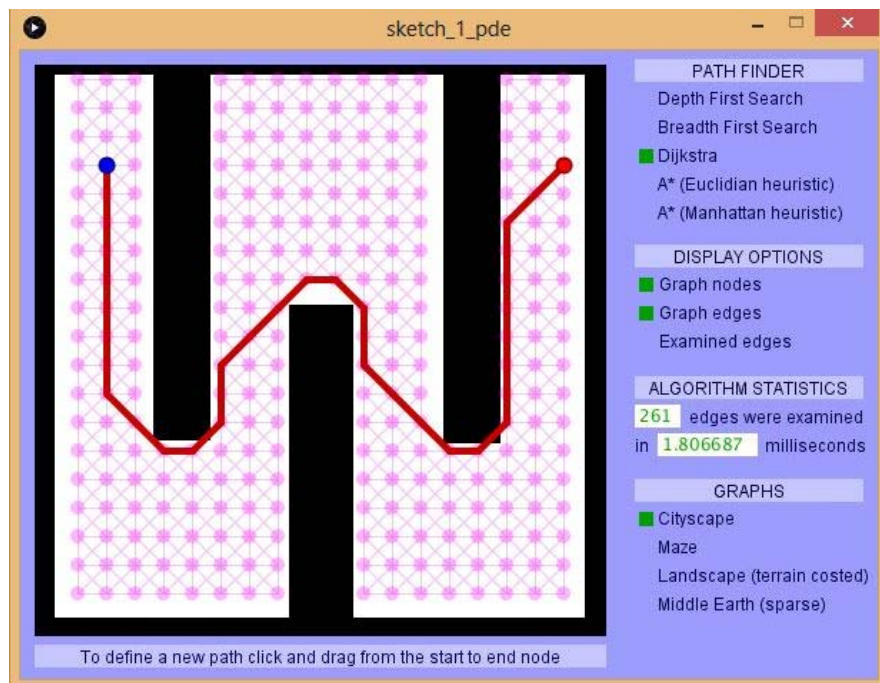 sketch_1_pde
PATH FINDER
Depth First Search
Breadth First Search
Dijkstra
A* (Euclidian heuristic)
A* (Manhattan heuristic)
DISPLAY OPTIONS
Graph nodes
Graph edges
Examined edges
ALGORITHM STATISTICS
261 edges were examined
in 1.806687 milliseconds
GRAPHS
Cityscape
Maze
Landscape (terrain costed)
Middle Earth (sparse)
To define a new path click and drag from the start to end node